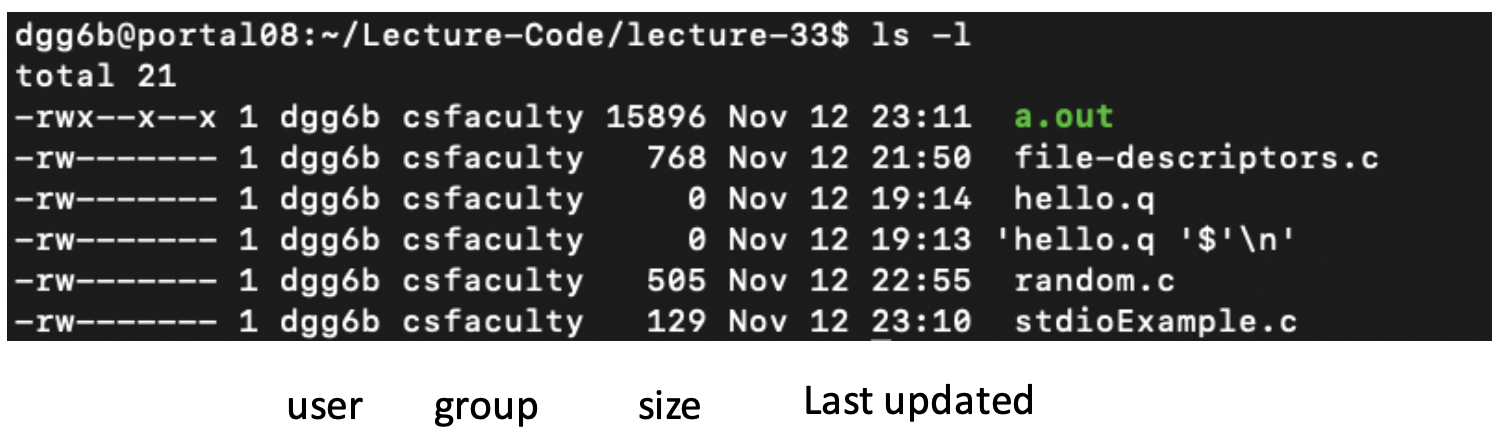 dgg6b@portal08:~/Lecture-Code/lecture-33$ ls -l
total 21
-rwx--x--x 1 dgg6b csfaculty 15896 Nov 12 23:11  a.out
-rw------- 1 dgg6b csfaculty   768 Nov 12 21:50  file-descriptors.c
-rw------- 1 dgg6b csfaculty     0 Nov 12 19:14  hello.q
-rw------- 1 dgg6b csfaculty     0 Nov 12 19:13 'hello.q '$'\n'
-rw------- 1 dgg6b csfaculty   505 Nov 12 22:55  random.c
-rw------- 1 dgg6b csfaculty   129 Nov 12 23:10  stdioExample.c
user group size Last updated